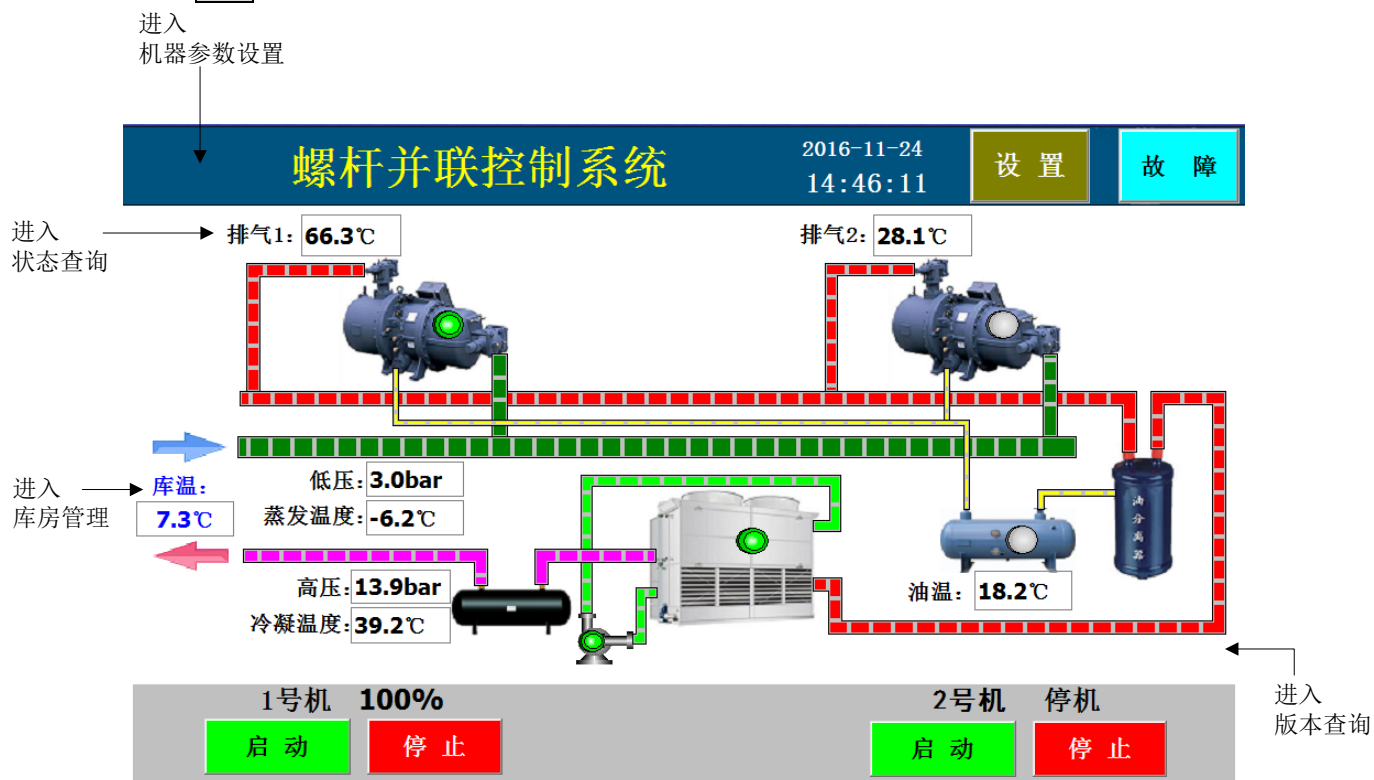 进入
机器参数设置
螺杆并联控制系统
2016-11-24
14:46:11
设 置
故 障
进入
状态查询
排气1: 66.3℃
排气2: 28.1℃
进入
库房管理
库温:
7.3℃
低压: 3.0bar
蒸发温度: -6.2℃
高压: 13.9bar
冷凝温度: 39.2℃
油分离器
油温: 18.2℃
1号机 100%
启 动
停 止
2号机 停机
启 动
停 止
进入
版本查询